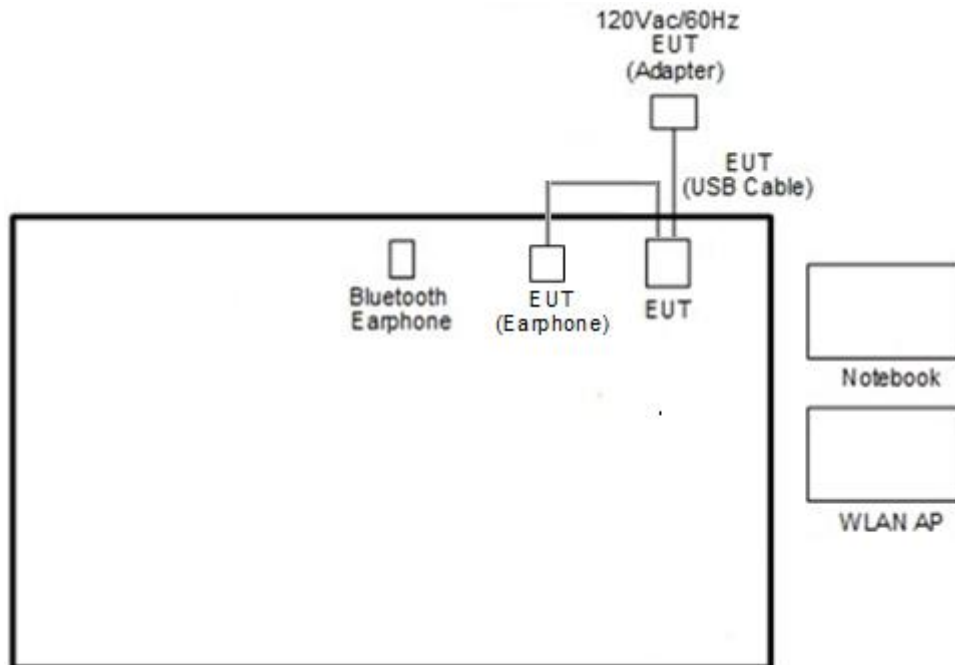 120Vac/60Hz
EUT
(Adapter)
EUT
(USB Cable)
Bluetooth
Earphone
EUT
(Earphone)
EUT
Notebook
WLAN AP